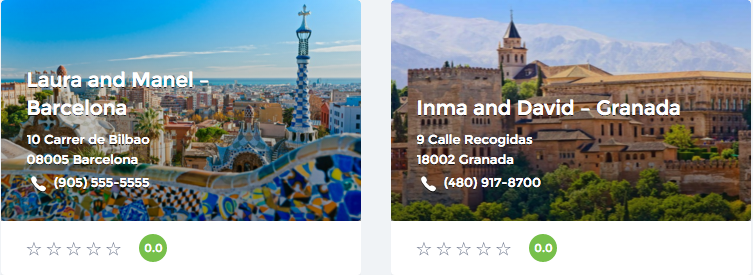 Laura and Manel –
Barcelona
10 Carrer de Bilbao
08005 Barcelona
(905) 555-5555
0.0
Inma and David – Granada
9 Calle Recogidas
18002 Granada
(480) 917-8700
0.0